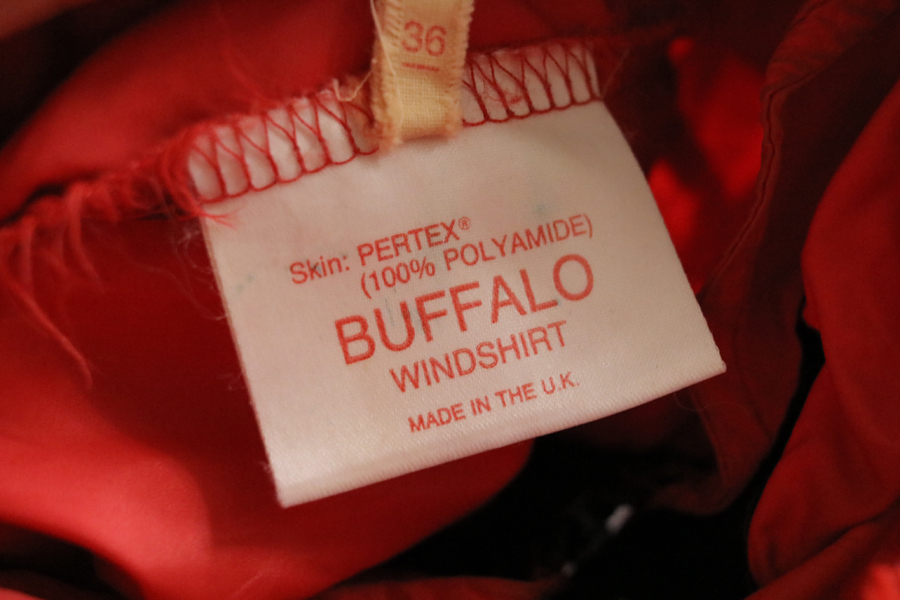 36
Skin: PERTEX®
(100% POLYAMIDE)
BUFFALO
WINDSHIRT
MADE IN THE U.K.